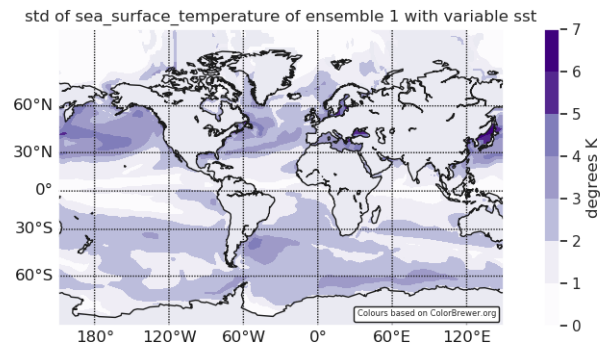 std of sea_surface_temperature of ensemble 1 with variable sst
60°N
30°N
0°
30°S
60°S
180°
120°W
60°W
0°
60°E
120°E
Colours based on ColorBrewer.org
7
6
5
4
3
2
1
0
degrees K